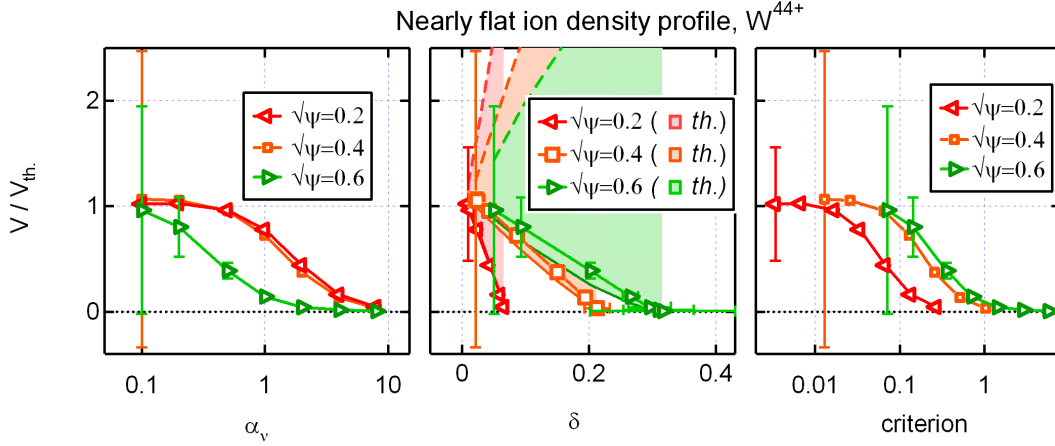 Nearly flat ion density profile, W⁴⁴⁺
V / V_th.
2
1
0
√ψ=0.2
√ψ=0.4
√ψ=0.6
0.1 1 10
α_ν
√ψ=0.2 ( th.)
√ψ=0.4 ( th.)
√ψ=0.6 ( th.)
0 0.2 0.4
δ
√ψ=0.2
√ψ=0.4
√ψ=0.6
0.01 0.1 1
criterion